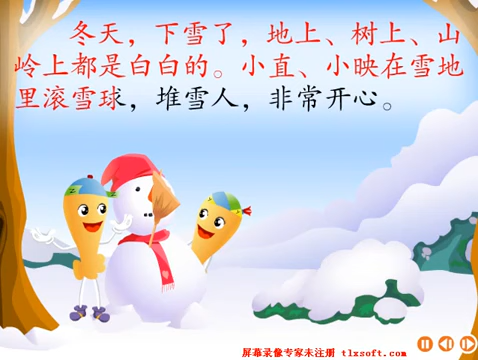 冬天，下雪了，地上、树上、山
岭上都是白白的。小直、小映在雪地
里滚雪球，堆雪人，非常开心。
屏幕录像专家未注册 tlxsoft.com